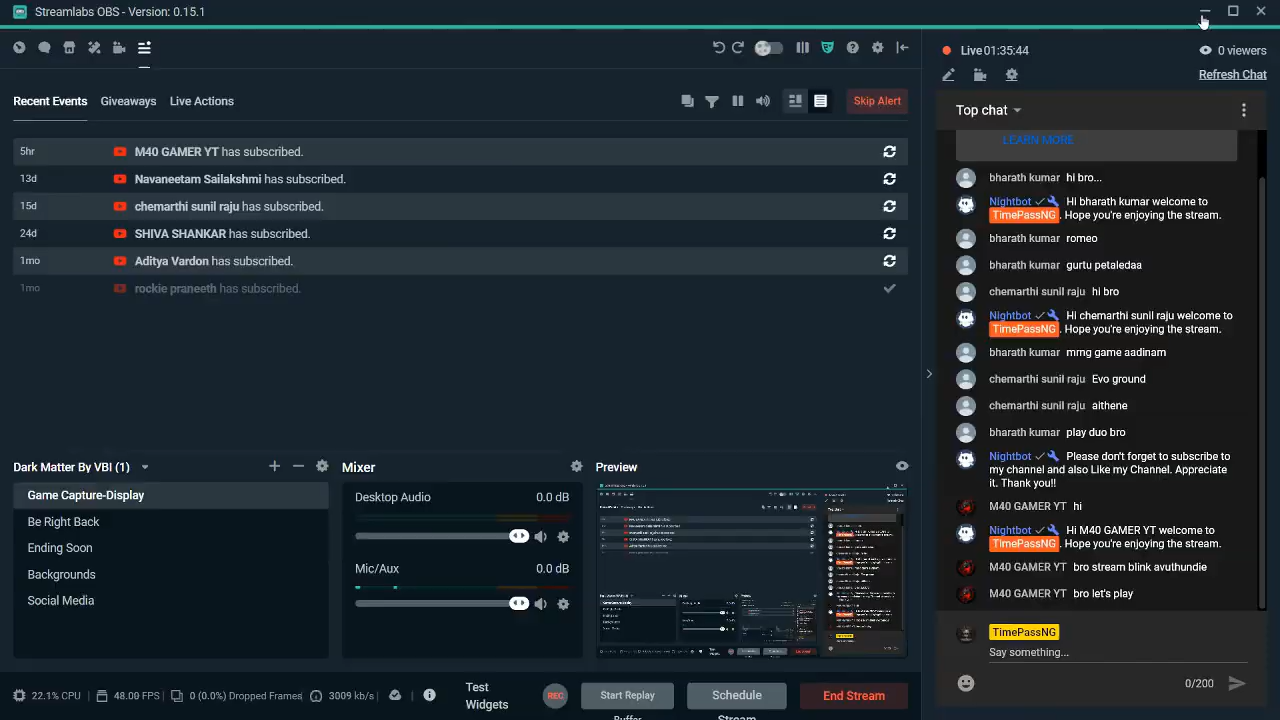 Streamlabs OBS - Version: 0.15.1
Recent Events
Giveaways
Live Actions
Skip Alert
5hr M40 GAMER YT has subscribed.
13d Navaneetam Sailakshmi has subscribed.
15d chemarthi sunil raju has subscribed.
24d SHIVA SHANKAR has subscribed.
1mo Aditya Vardon has subscribed.
1mo rockie praneeth has subscribed.
Dark Matter By VBI (1)
Game Capture-Display
Be Right Back
Ending Soon
Backgrounds
Social Media
Mixer
Desktop Audio 0.0 dB
Mic/Aux 0.0 dB
Preview
22.1% CPU
48.00 FPS
0 (0.0%) Dropped Frames
3009 kb/s
Test
Widgets
REC
Start Replay
Buffer
Schedule
Stream
End Stream
Live 01:35:44
0 viewers
Refresh Chat
Top chat
LEARN MORE
bharath kumar hi bro...
Nightbot Hi bharath kumar welcome to
TimePassNG. Hope you're enjoying the stream.
bharath kumar romeo
bharath kumar gurtu petaledaa
chemarthi sunil raju hi bro
Nightbot Hi chemarthi sunil raju welcome to
TimePassNG. Hope you're enjoying the stream.
bharath kumar mrng game aadinam
chemarthi sunil raju Evo ground
chemarthi sunil raju aithene
bharath kumar play duo bro
Nightbot Please don't forget to subscribe to
my channel and also Like my Channel. Appreciate
it. Thank you!!
M40 GAMER YT hi
Nightbot Hi M40 GAMER YT welcome to
TimePassNG. Hope you're enjoying the stream.
M40 GAMER YT bro stream blink avuthundie
M40 GAMER YT bro let's play
TimePassNG
Say something...
0/200